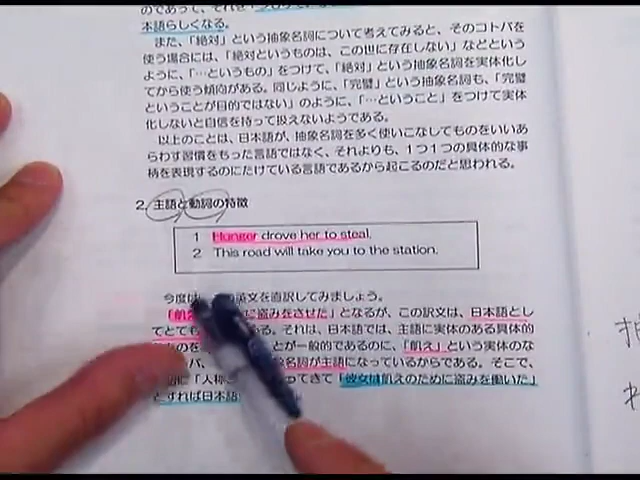 のであって、それを
本語らしくなる。
また、「絶対」という抽象名詞について考えてみると、そのコトバを
使う場合には、「絶対というものは、この世に存在しない」などという
ように、「…というもの」をつけて、「絶対」という抽象名詞を実体化し
てから使う傾向がある。同じように、「完璧」という抽象名詞も、「完璧
ということが目的ではない」のように、「…ということ」をつけて実体
化しないと自信を持って扱えないようである。
以上のことは、日本語が、抽象名詞を多く使いこなしてものをいいあ
らわす習慣をもった言語ではなく、それよりも、1つ1つの具体的な事
柄を表現するのにたけている言語であるから起こるのだと思われる。
2. 主語と動詞の特徴
1 Hunger drove her to steal.
2 This road will take you to the station.
今度は 英文を直訳してみましょう。
「飢え に盗みをさせた」となるが、この訳文は、日本語とし
てとても ある。それは、日本語では、主語に実体のある具体的
なものを とが一般的であるのに、「飢え」という実体のな
象名詞が主語になっているからである。そこで、
に「人称 ってきて「彼女は飢えのために盗みを働いた」
とすれば日本語